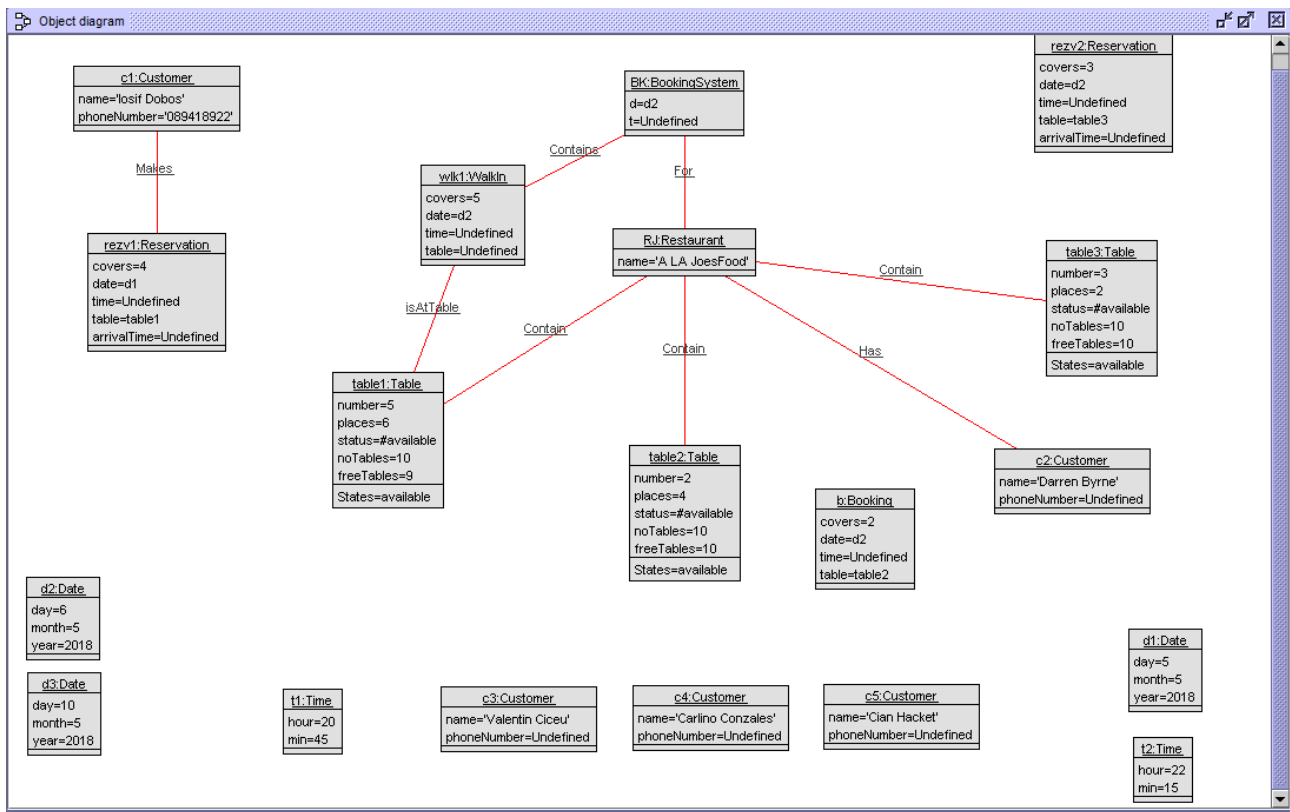 Object diagram
rezv2:Reservation
covers=3
date=d2
time=Undefined
table=table3
arrivalTime=Undefined
c1:Customer
name='Iosif Dobos'
phoneNumber='089418922'
BK:BookingSystem
d=d2
t=Undefined
Contains
Makes
For
wlk1:WalkIn
covers=5
date=d2
time=Undefined
table=Undefined
rezv1:Reservation
covers=4
date=d1
time=Undefined
table=table1
arrivalTime=Undefined
RJ:Restaurant
name='A LA JoesFood'
Contain
table3:Table
number=3
places=2
status=#available
noTables=10
freeTables=10
States=available
isAtTable
Contain
Contain
Has
table1:Table
number=5
places=6
status=#available
noTables=10
freeTables=9
States=available
table2:Table
number=2
places=4
status=#available
noTables=10
freeTables=10
States=available
c2:Customer
name='Darren Byrne'
phoneNumber=Undefined
b:Booking
covers=2
date=d2
time=Undefined
table=table2
d2:Date
day=6
month=5
year=2018
d3:Date
day=10
month=5
year=2018
t1:Time
hour=20
min=45
c3:Customer
name='Valentin Ciceu'
phoneNumber=Undefined
c4:Customer
name='Carlino Conzales'
phoneNumber=Undefined
c5:Customer
name='Cian Hacket'
phoneNumber=Undefined
d1:Date
day=5
month=5
year=2018
t2:Time
hour=22
min=15